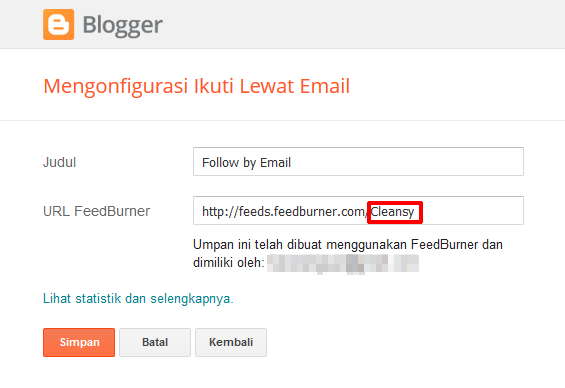 Blogger
Mengonfigurasi Ikuti Lewat Email
Judul
Follow by Email
URL FeedBurner
http://feeds.feedburner.com/Cleansy
Umpan ini telah dibuat menggunakan FeedBurner dan
dimiliki oleh:
Lihat statistik dan selengkapnya.
Simpan
Batal
Kembali